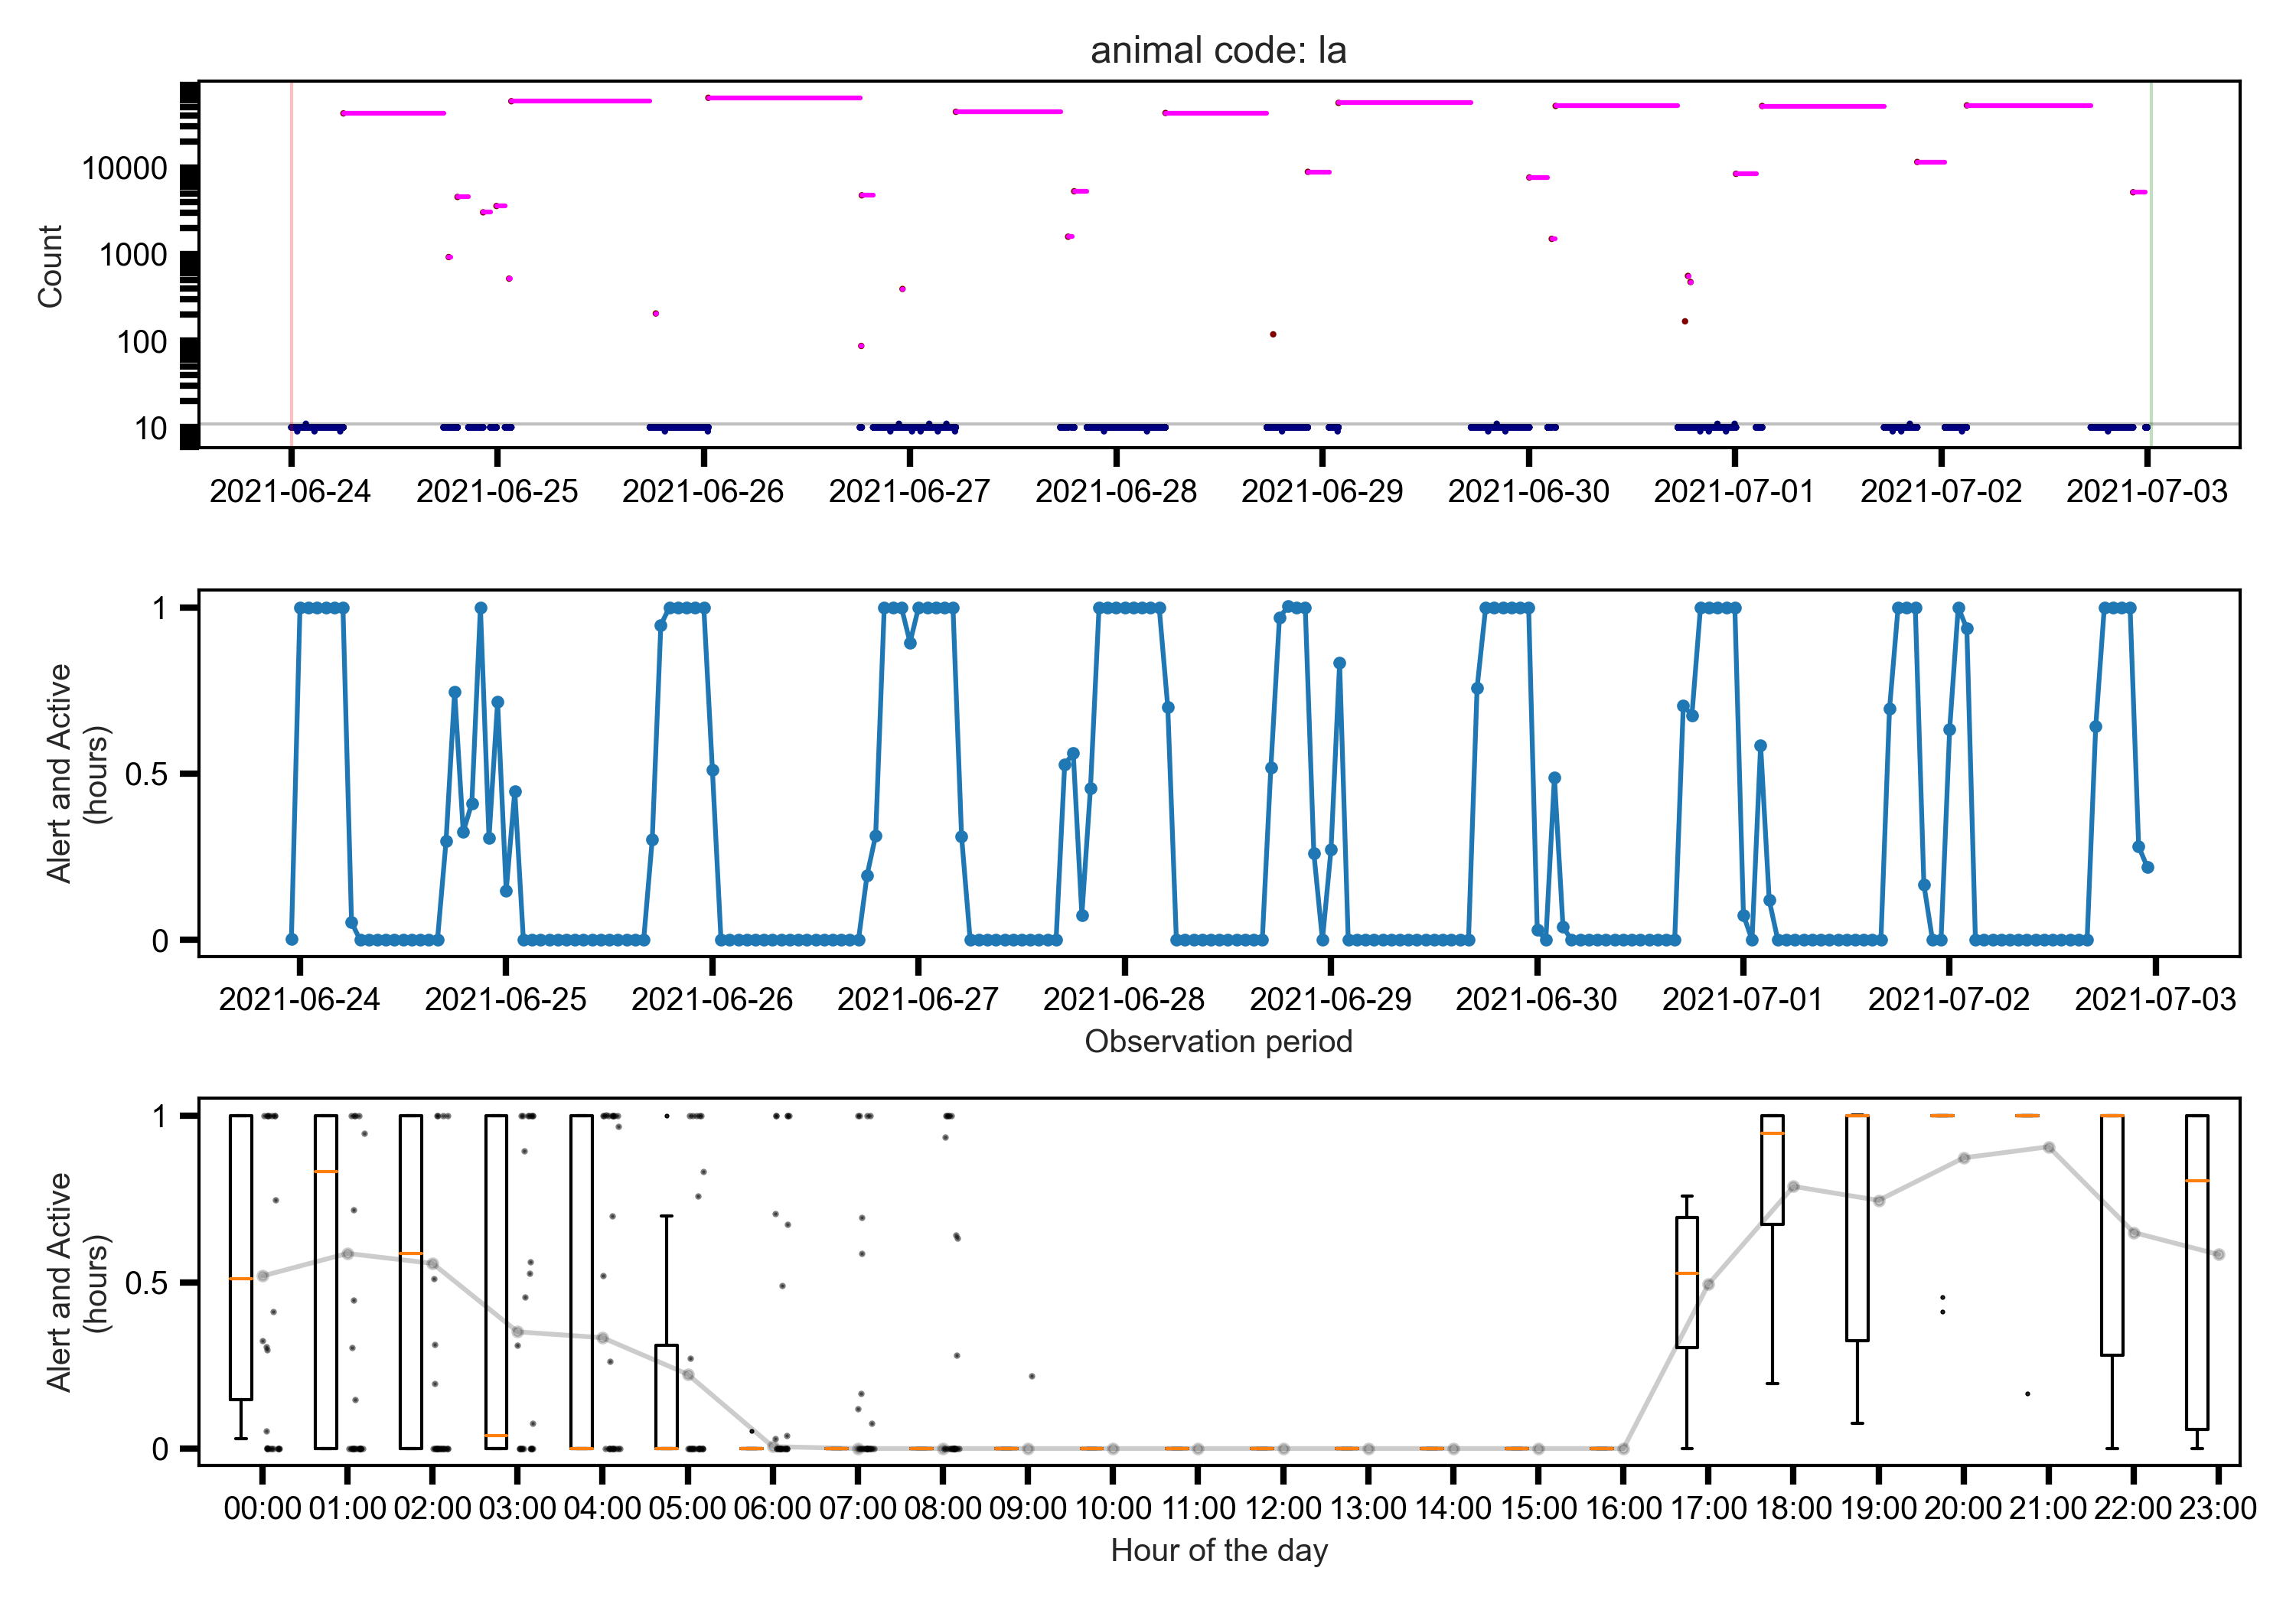 animal code: la
Count
10000
1000
100
10
2021-06-24 2021-06-25 2021-06-26 2021-06-27 2021-06-28 2021-06-29 2021-06-30 2021-07-01 2021-07-02 2021-07-03
Alert and Active
(hours)
1
0.5
0
2021-06-24 2021-06-25 2021-06-26 2021-06-27 2021-06-28 2021-06-29 2021-06-30 2021-07-01 2021-07-02 2021-07-03
Observation period
Alert and Active
(hours)
1
0.5
0
00:00 01:00 02:00 03:00 04:00 05:00 06:00 07:00 08:00 09:00 10:00 11:00 12:00 13:00 14:00 15:00 16:00 17:00 18:00 19:00 20:00 21:00 22:00 23:00
Hour of the day